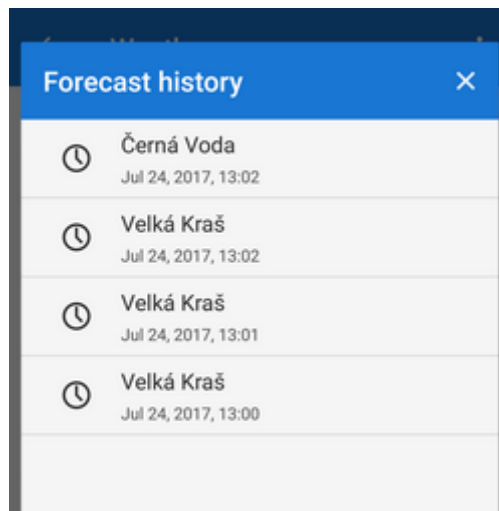 Forecast history
Černá Voda
Jul 24, 2017, 13:02
Velká Kraš
Jul 24, 2017, 13:02
Velká Kraš
Jul 24, 2017, 13:01
Velká Kraš
Jul 24, 2017, 13:00